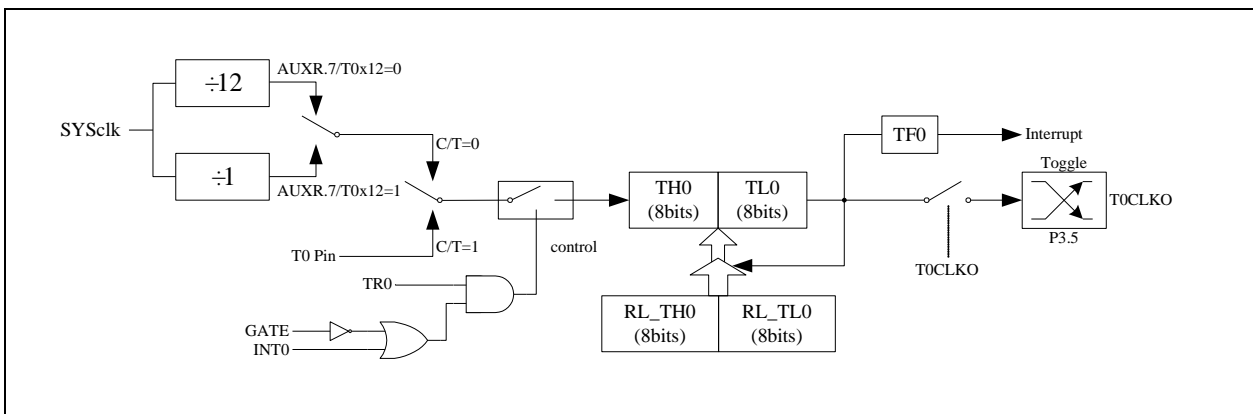 ÷12
AUXR.7/T0x12=0
SYSclk
÷1
AUXR.7/T0x12=1
C/T=0
C/T=1
T0 Pin
control
TR0
GATE
INT0
TH0
(8bits)
TL0
(8bits)
RL_TH0
(8bits)
RL_TL0
(8bits)
TF0
Interrupt
Toggle
T0CLKO
P3.5
T0CLKO